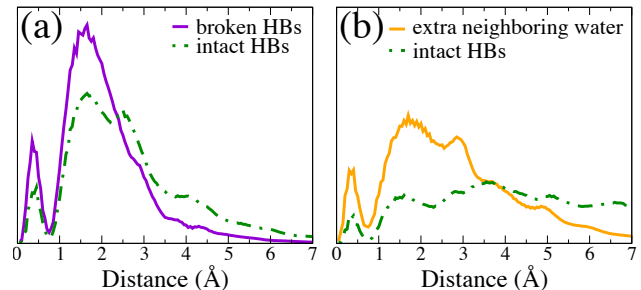 (a)
broken HBs
intact HBs
0 1 2 3 4 5 6 7
Distance (Å)
(b)
extra neighboring water
intact HBs
0 1 2 3 4 5 6 7
Distance (Å)